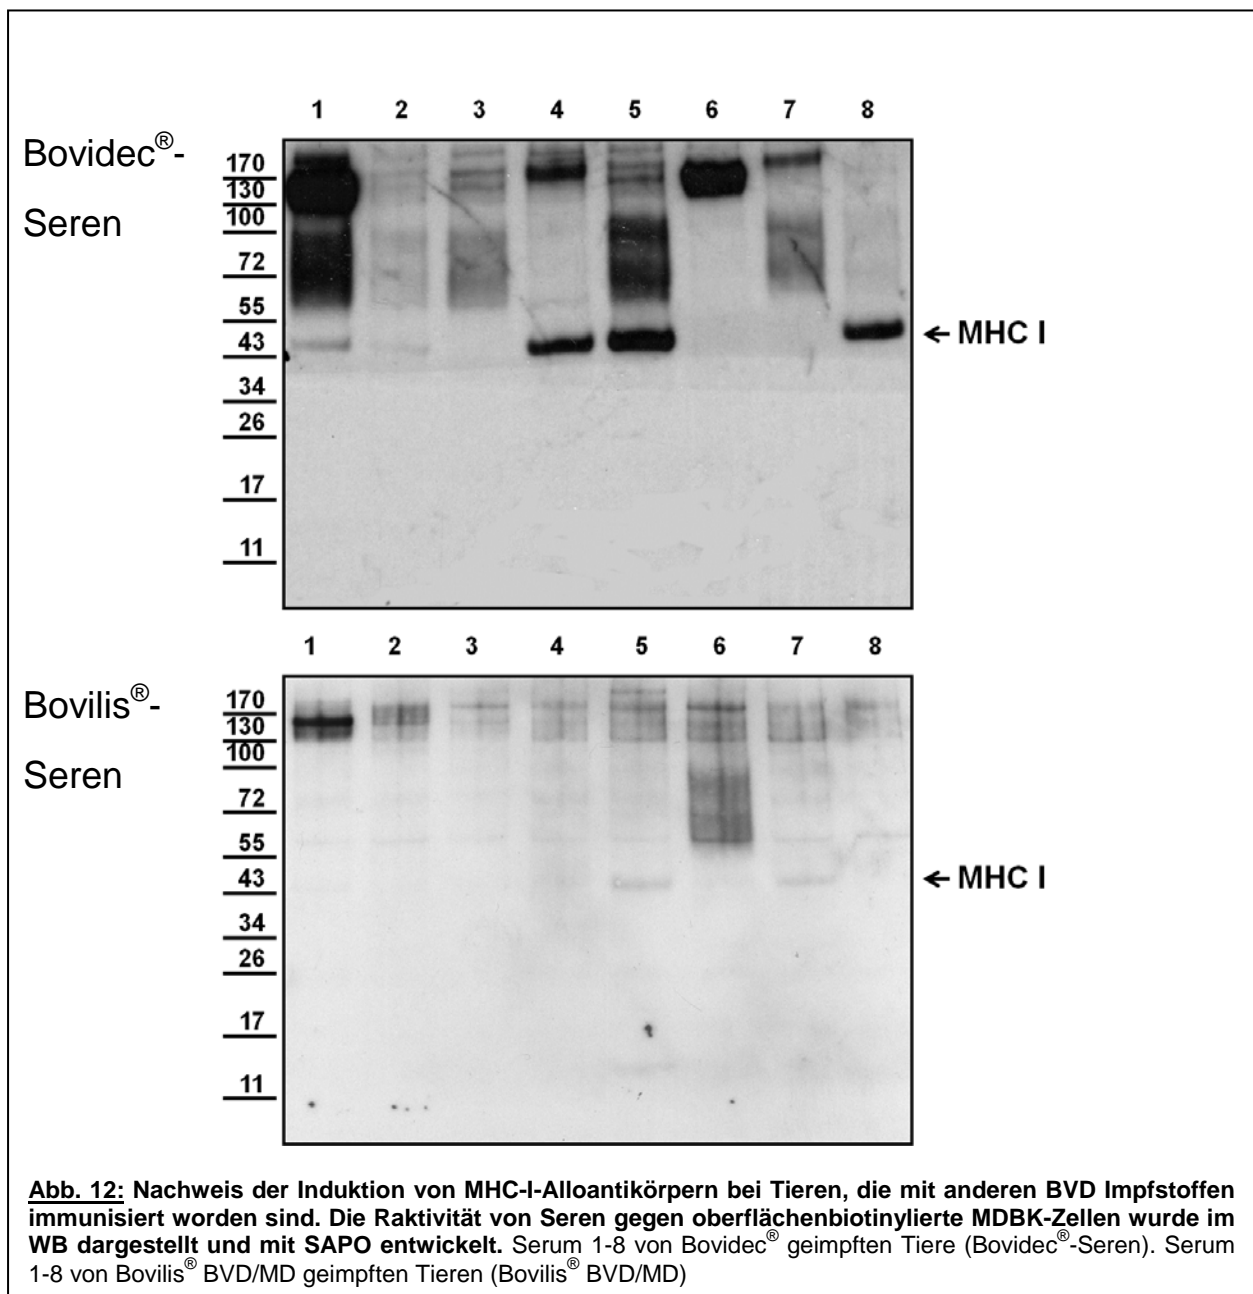 1 2 3 4 5 6 7 8
Bovidec®-
Seren
170
130
100
72
55
43
34
26
17
11
← MHC I
1 2 3 4 5 6 7 8
Bovilis®-
Seren
170
130
100
72
55
43
34
26
17
11
← MHC I
Abb. 12: Nachweis der Induktion von MHC-I-Alloantikörpern bei Tieren, die mit anderen BVD Impfstoffen
immunisiert worden sind. Die Raktivität von Seren gegen oberflächenbiotinylierte MDBK-Zellen wurde im
WB dargestellt und mit SAPO entwickelt. Serum 1-8 von Bovidec® geimpften Tiere (Bovidec®-Seren). Serum
1-8 von Bovilis® BVD/MD geimpften Tieren (Bovilis® BVD/MD)